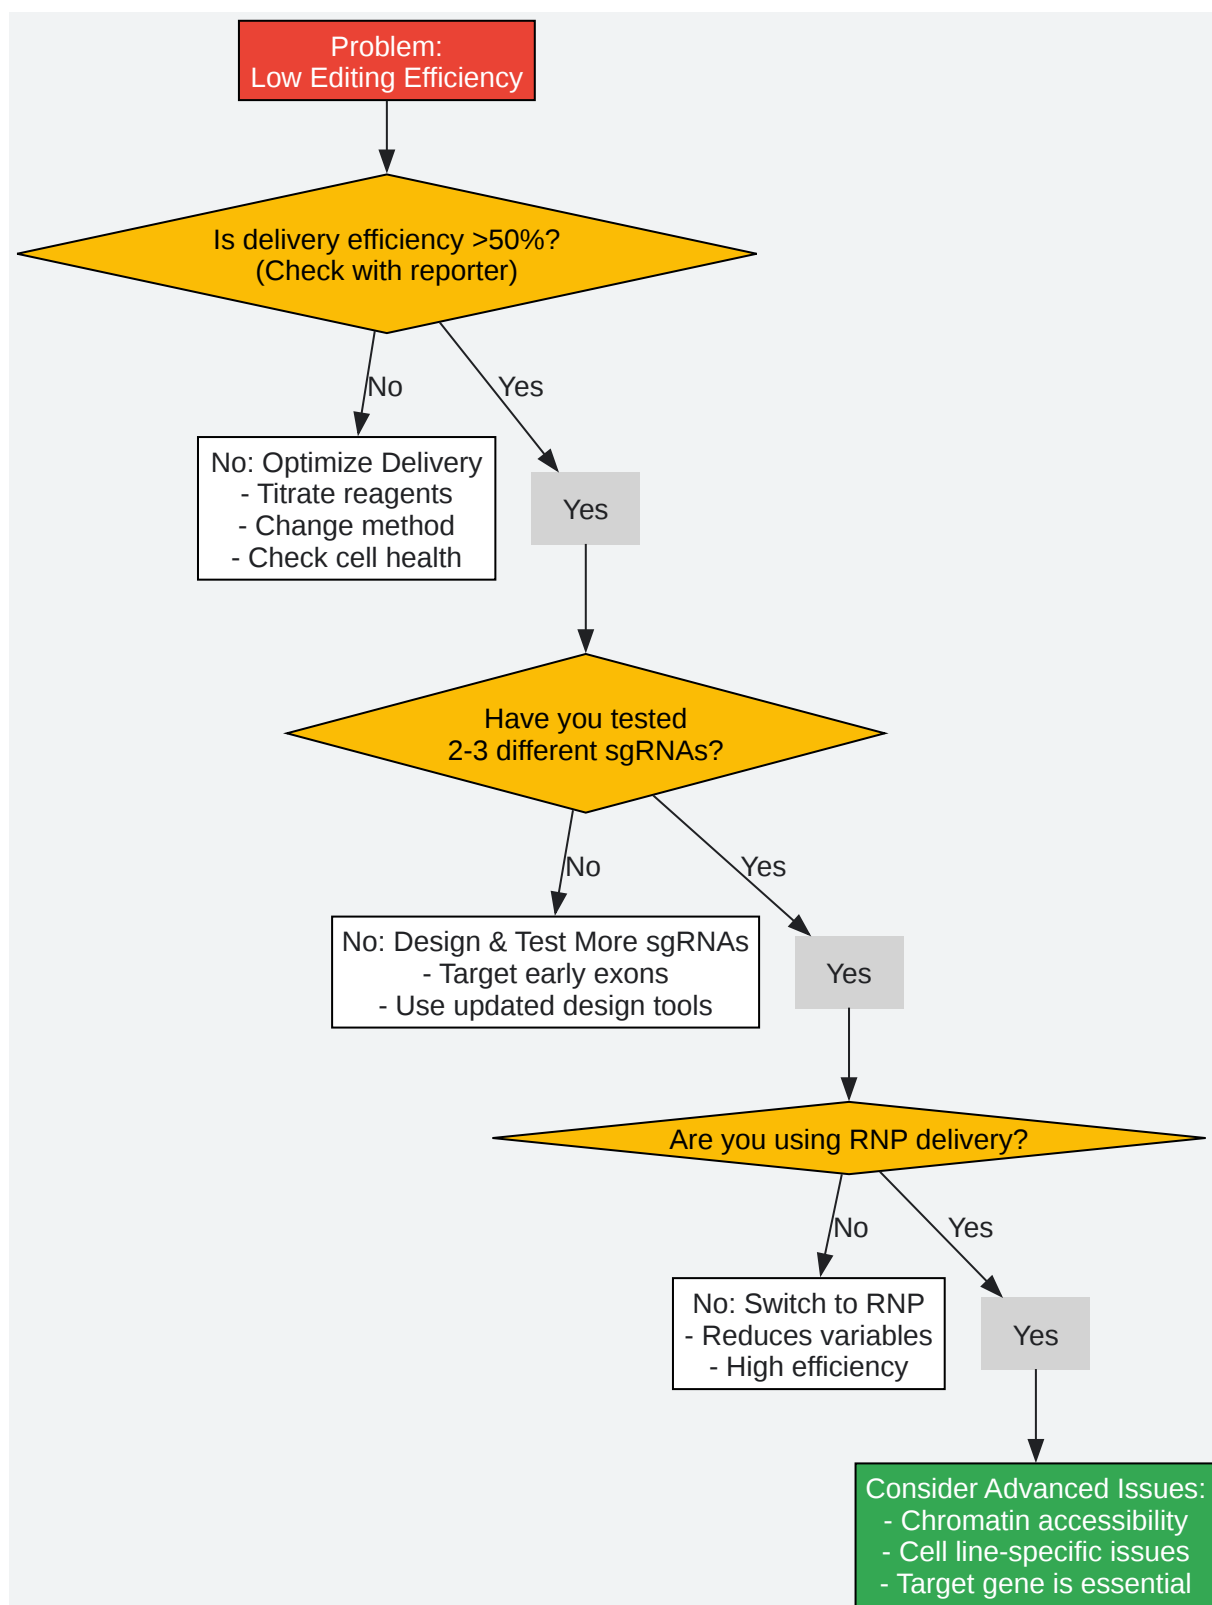 Problem:
Low Editing Efficiency
Is delivery efficiency >50%?
(Check with reporter)
No
Yes
No: Optimize Delivery
- Titrate reagents
- Change method
- Check cell health
Yes
Have you tested
2-3 different sgRNAs?
No
Yes
No: Design & Test More sgRNAs
- Target early exons
- Use updated design tools
Yes
Are you using RNP delivery?
No
Yes
No: Switch to RNP
- Reduces variables
- High efficiency
Yes
Consider Advanced Issues:
- Chromatin accessibility
- Cell line-specific issues
- Target gene is essential